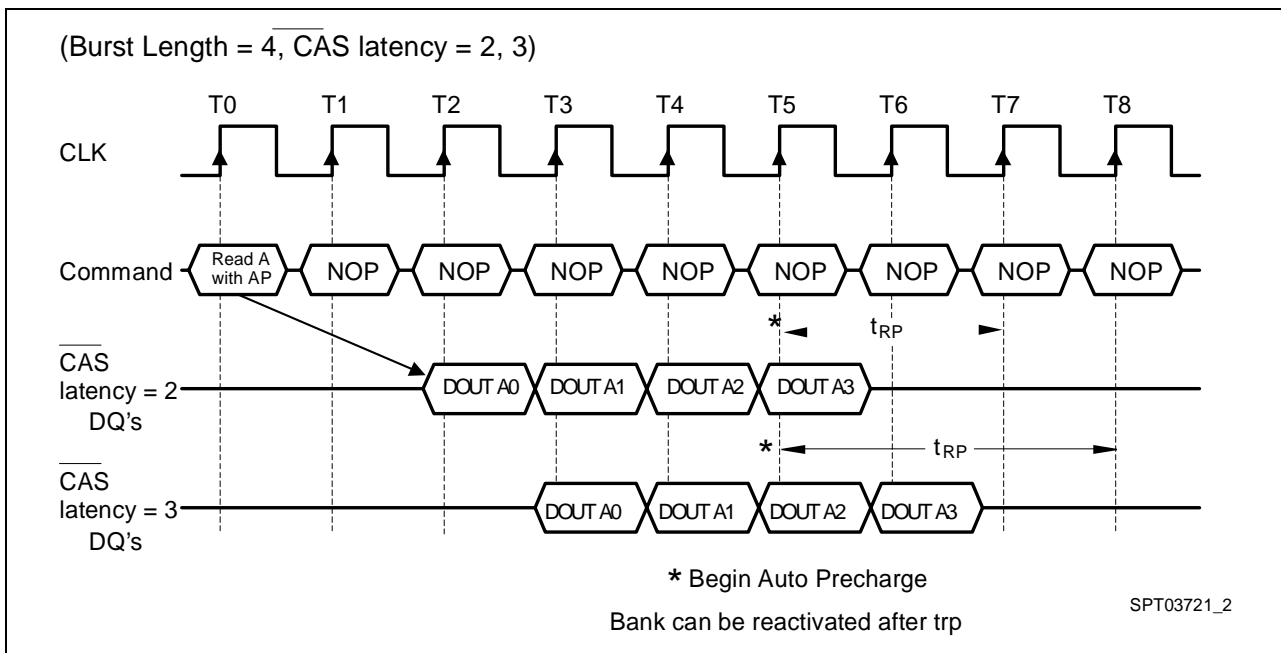 (Burst Length = 4, CAS latency = 2, 3)
T0 T1 T2 T3 T4 T5 T6 T7 T8
CLK
Command
Read A
with AP
NOP NOP NOP NOP NOP NOP NOP NOP
* tRP
CAS
latency = 2
DQ's
DOUT A0 DOUT A1 DOUT A2 DOUT A3
* tRP
CAS
latency = 3
DQ's
DOUT A0 DOUT A1 DOUT A2 DOUT A3
* Begin Auto Precharge
Bank can be reactivated after trp
SPT03721_2